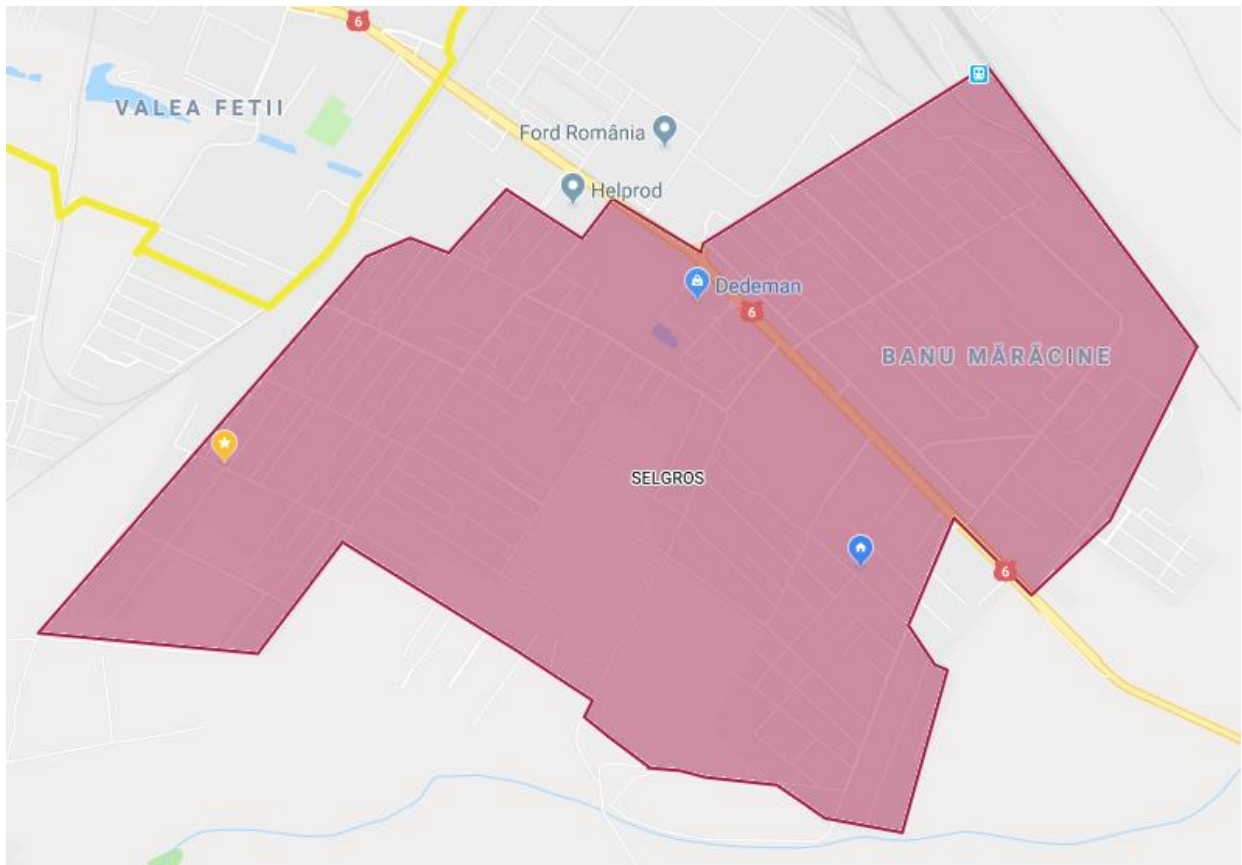 6
VALEA FETII
Ford România
Helprod
Dedeman
6
BANU MĂRĂCINE
SELGROS
6